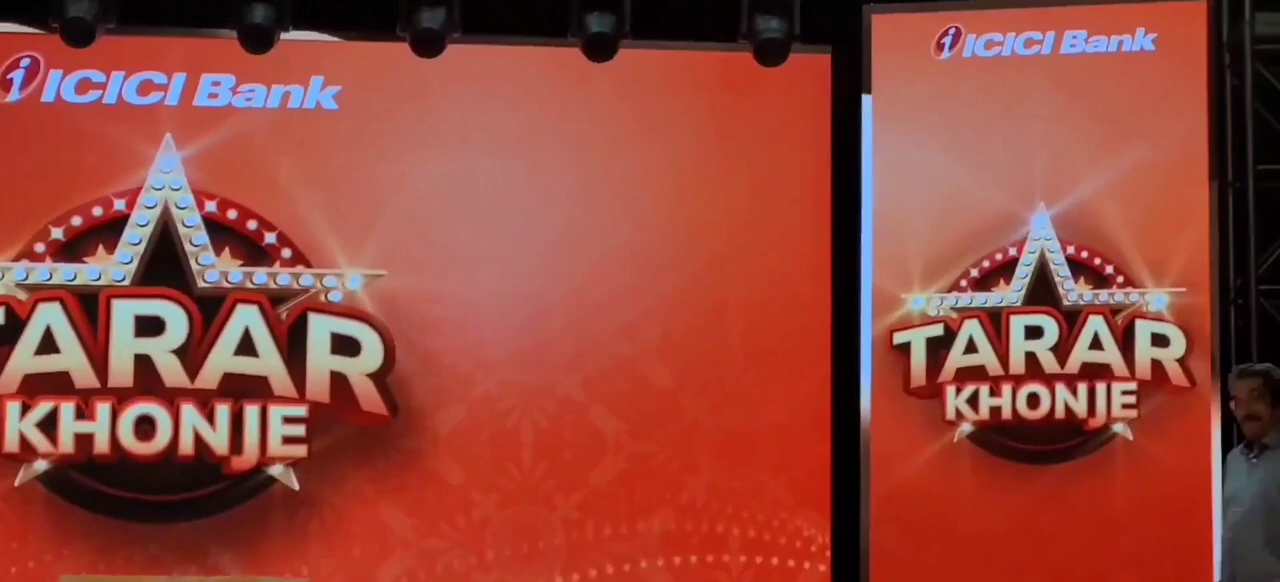 i ICICI Bank
TARAR
KHONJE
i ICICI Bank
TARAR
KHONJE